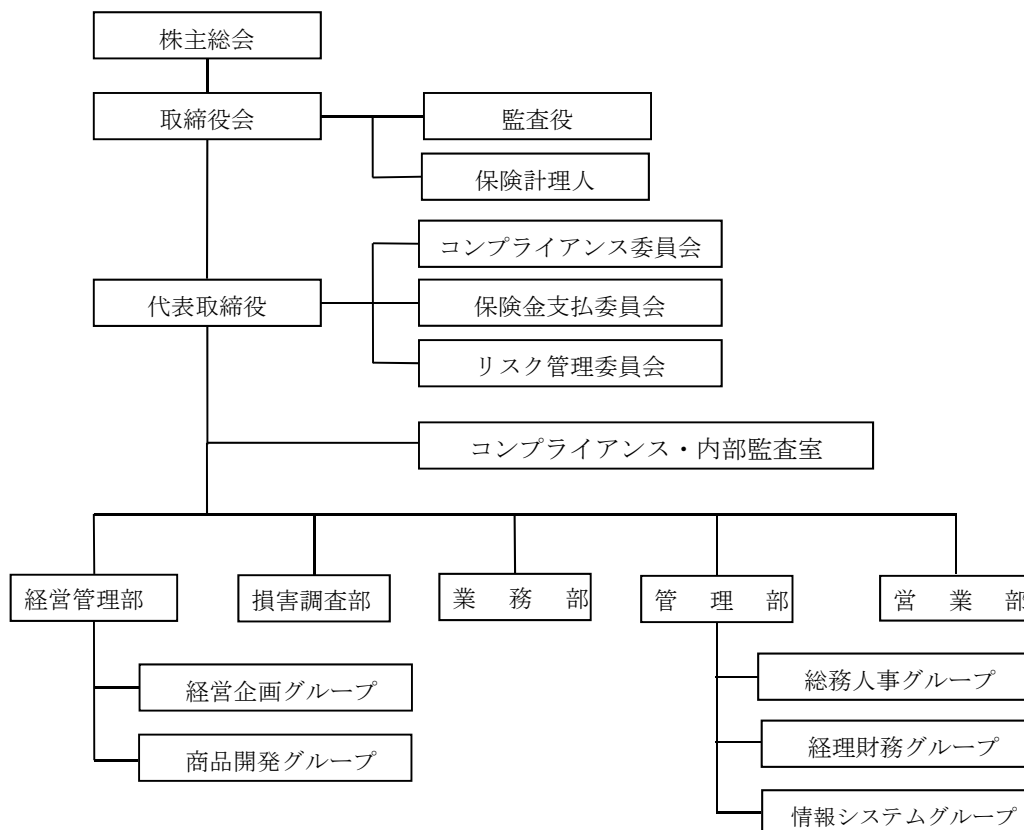 株主総会
取締役会
監査役
保険計理人
コンプライアンス委員会
代表取締役
保険金支払委員会
リスク管理委員会
コンプライアンス・内部監査室
経営管理部
損害調査部
業 務 部
管 理 部
営 業 部
経営企画グループ
商品開発グループ
総務人事グループ
経理財務グループ
情報システムグループ